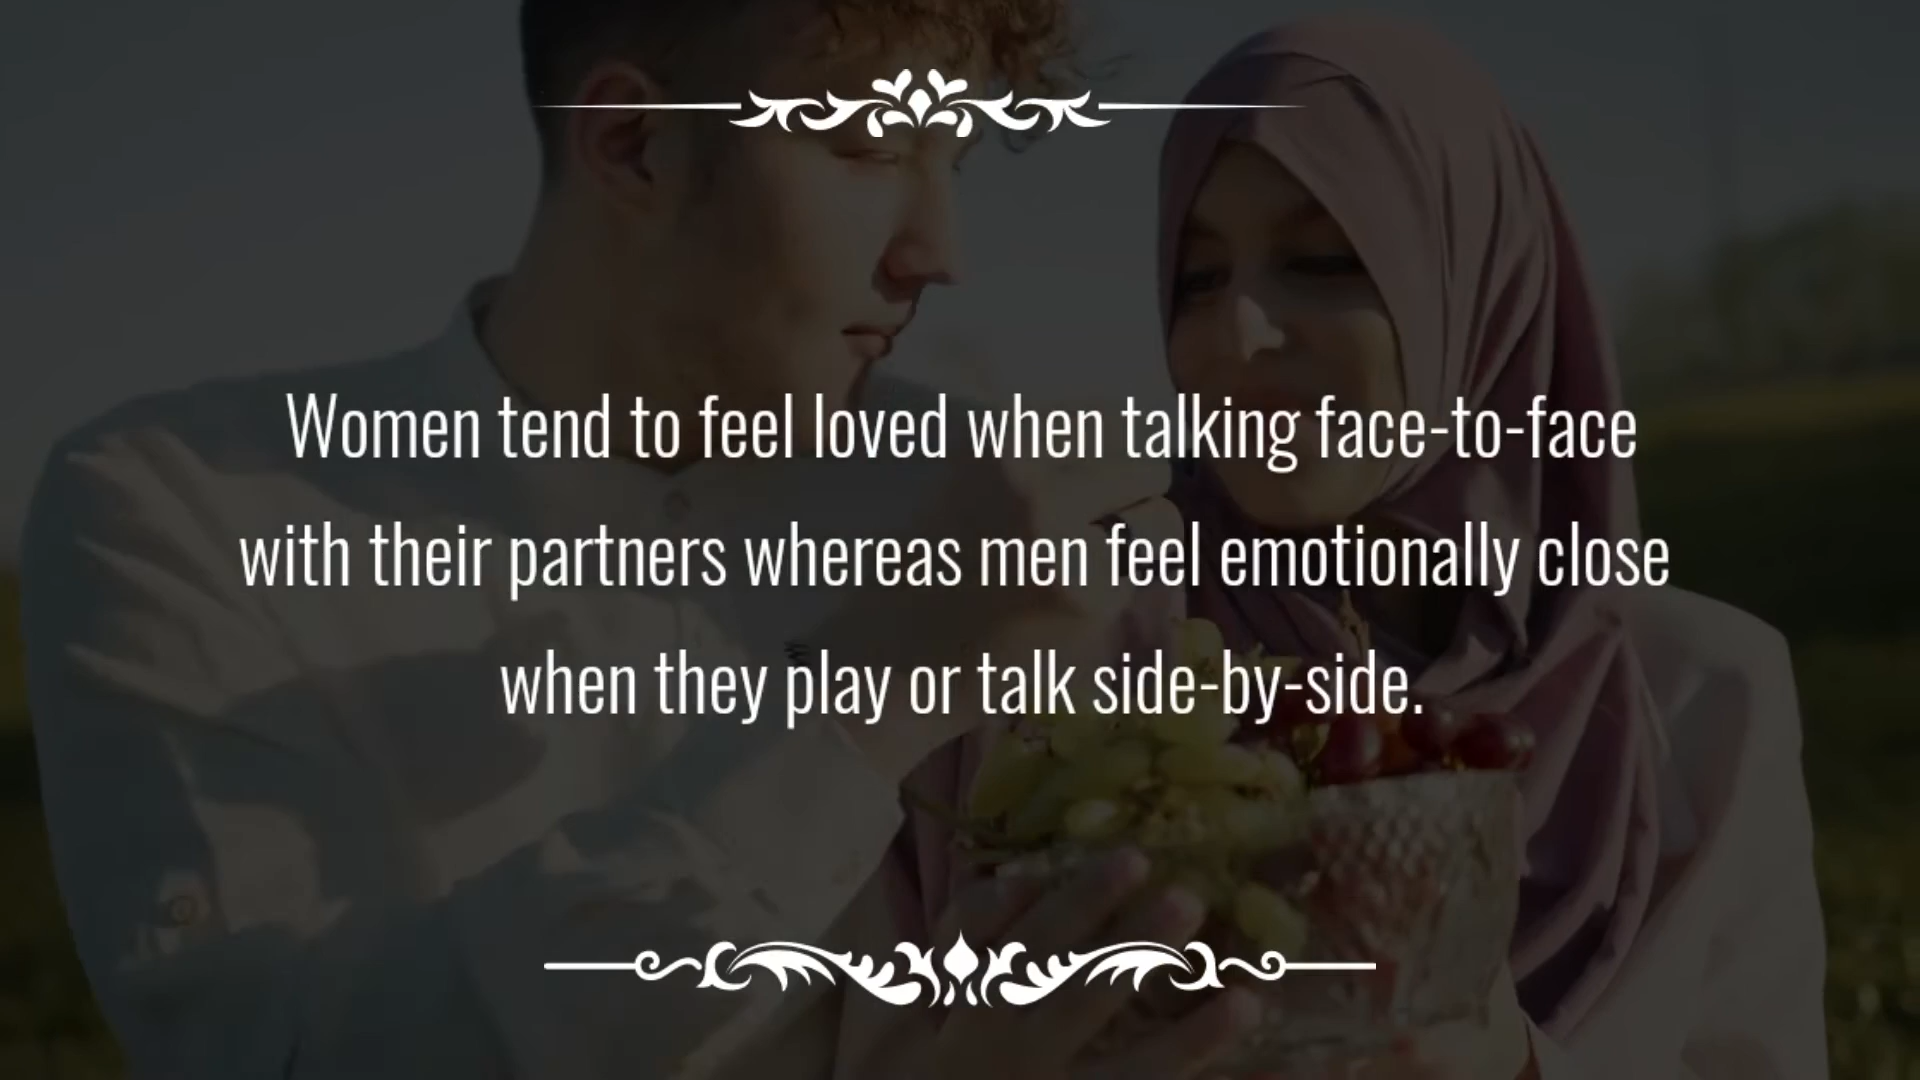 Women tend to feel loved when talking face-to-face
with their partners whereas men feel emotionally close
when they play or talk side-by-side.